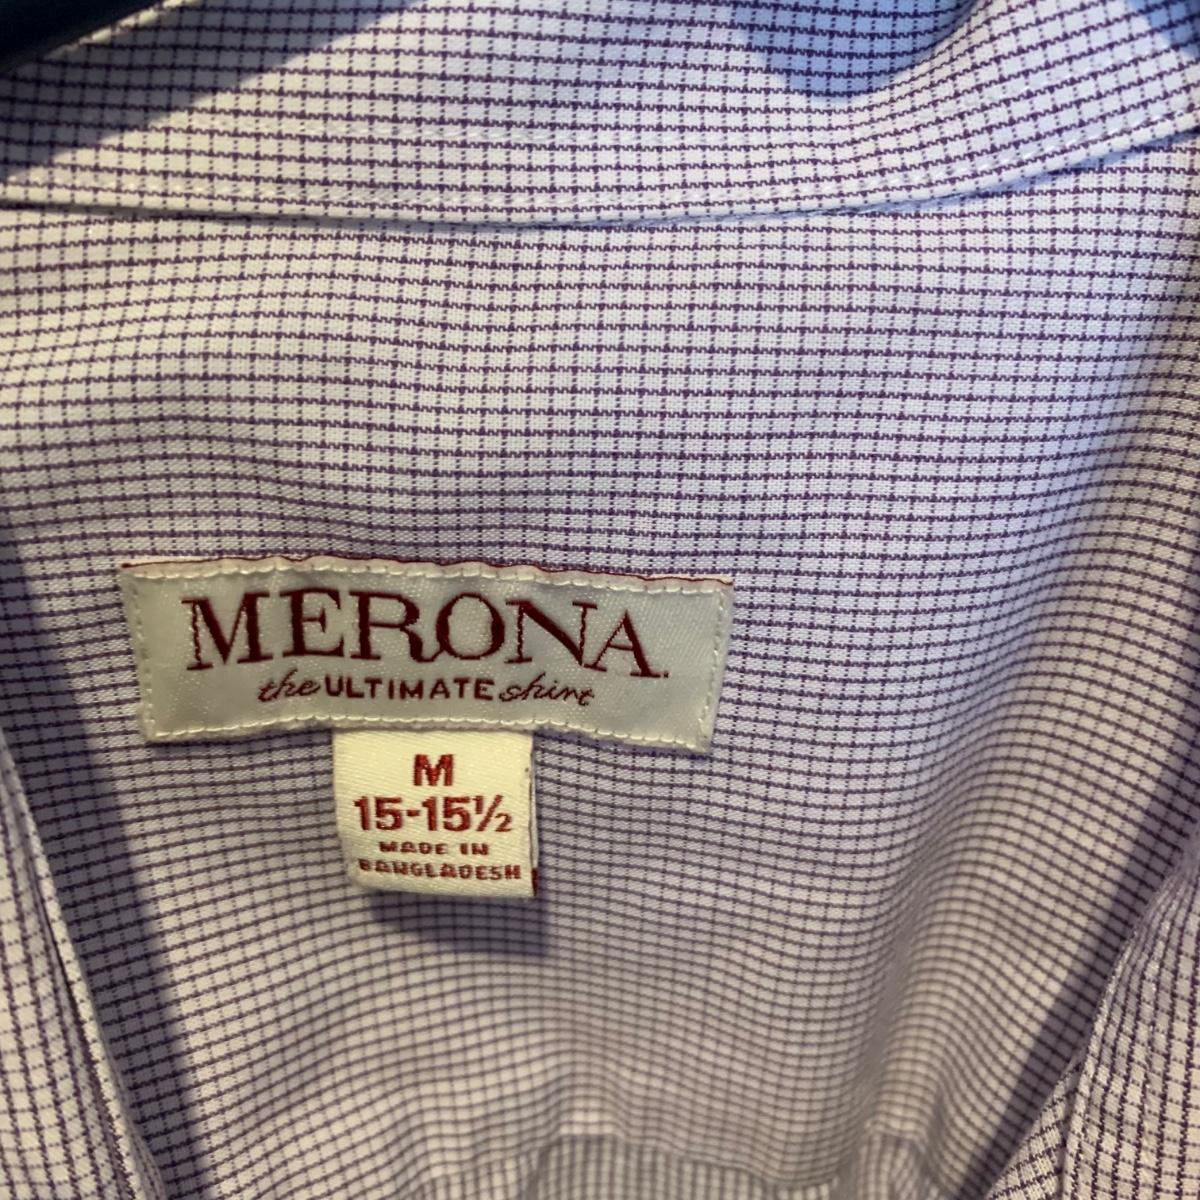 MERONA.
the ULTIMATE shirt
M
15-15½
MADE IN
BANGLADESH